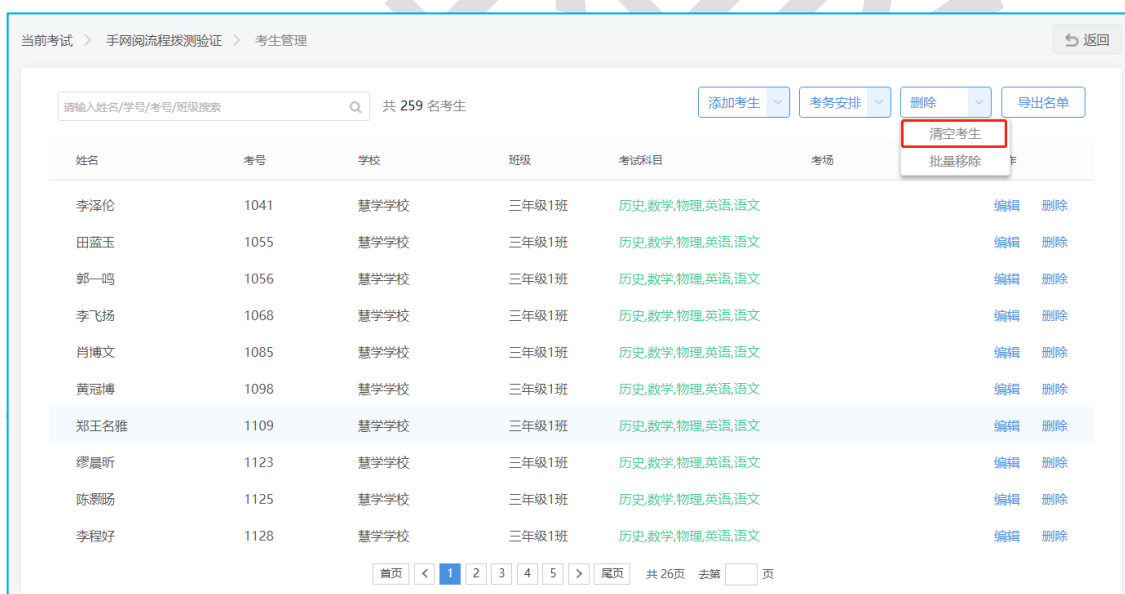 当前考试 > 手网阅流程拨测验证 > 考生管理 返回
请输入姓名/学号/考号/班级搜索 共 259 名考生 添加考生 考务安排 删除 导出名单
清空考生
姓名 考号 学校 班级 考试科目 考场 批量移除
李泽伦 1041 慧学学校 三年级1班 历史,数学,物理,英语,语文 编辑 删除
田蓝玉 1055 慧学学校 三年级1班 历史,数学,物理,英语,语文 编辑 删除
郭一鸣 1056 慧学学校 三年级1班 历史,数学,物理,英语,语文 编辑 删除
李飞扬 1068 慧学学校 三年级1班 历史,数学,物理,英语,语文 编辑 删除
肖博文 1085 慧学学校 三年级1班 历史,数学,物理,英语,语文 编辑 删除
黄冠博 1098 慧学学校 三年级1班 历史,数学,物理,英语,语文 编辑 删除
郑王名雅 1109 慧学学校 三年级1班 历史,数学,物理,英语,语文 编辑 删除
缪晨昕 1123 慧学学校 三年级1班 历史,数学,物理,英语,语文 编辑 删除
陈灏旸 1125 慧学学校 三年级1班 历史,数学,物理,英语,语文 编辑 删除
李程好 1128 慧学学校 三年级1班 历史,数学,物理,英语,语文 编辑 删除
首页 < 1 2 3 4 5 > 尾页 共 26页 去第 页